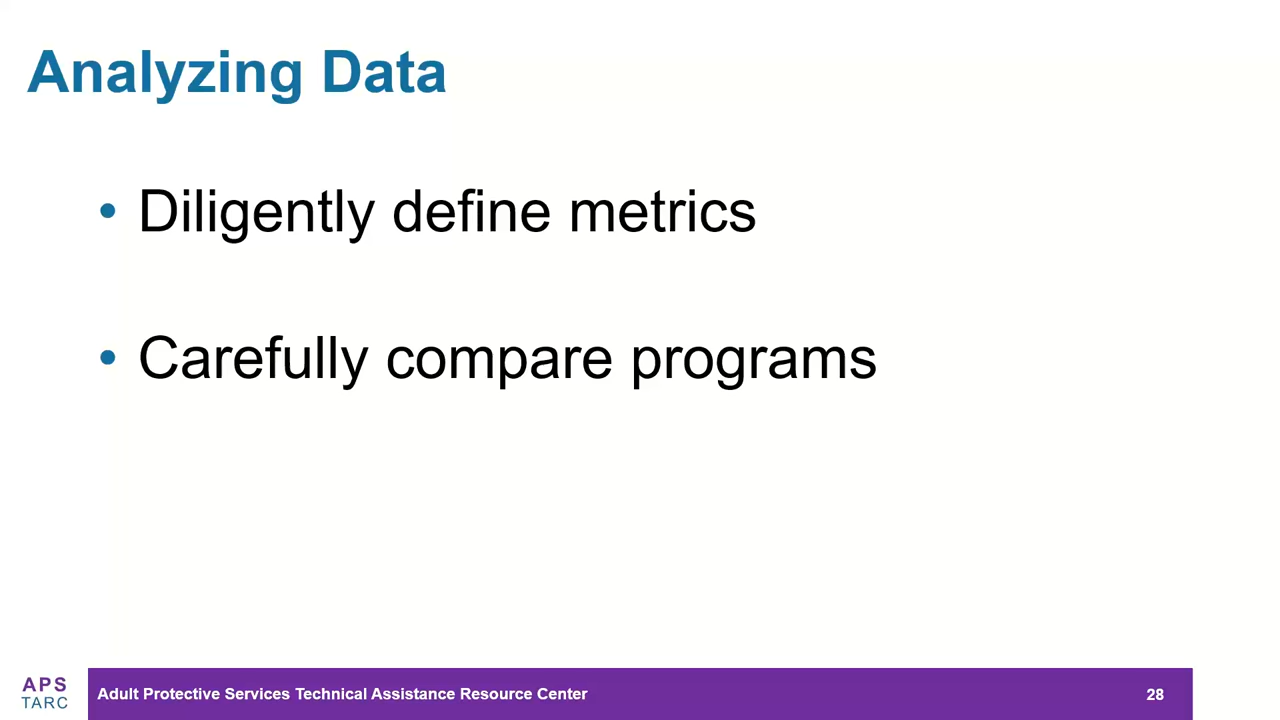 Analyzing Data
• Diligently define metrics
• Carefully compare programs
APS
TARC
Adult Protective Services Technical Assistance Resource Center
28